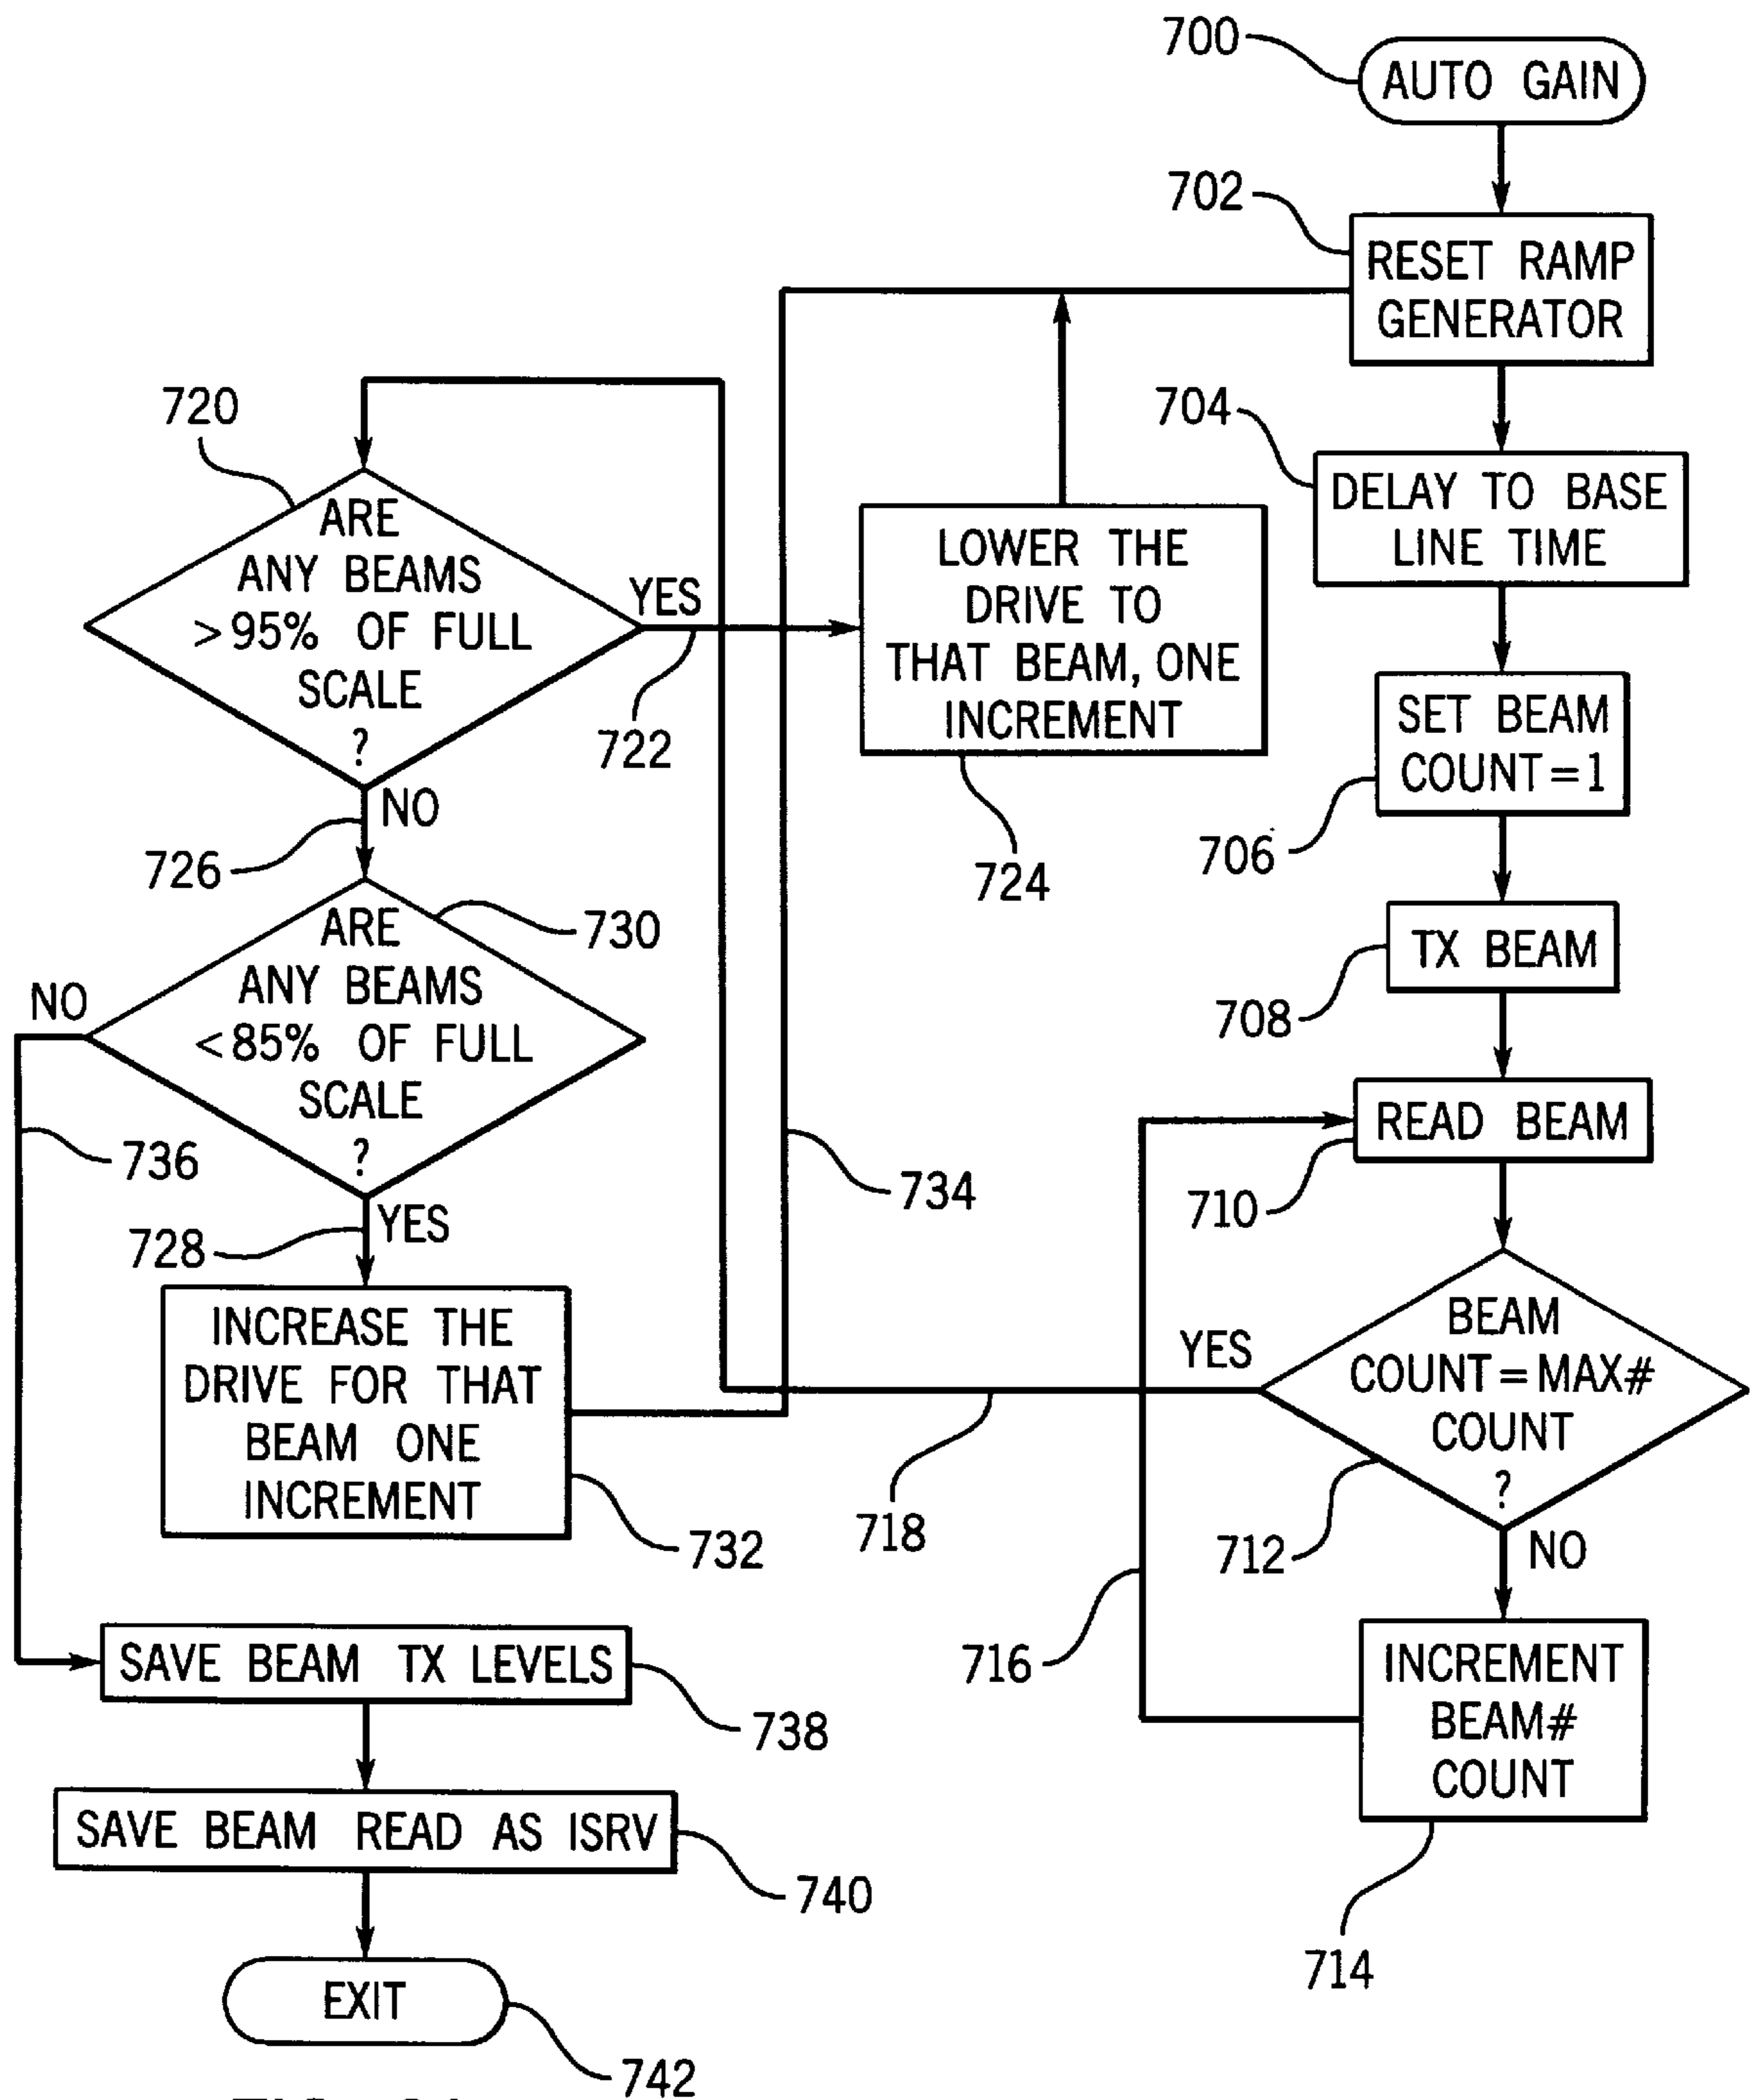 700
AUTO GAIN
702
RESET RAMP
GENERATOR
704
DELAY TO BASE
LINE TIME
706
SET BEAM
COUNT=1
708
TX BEAM
710
READ BEAM
712
BEAM
COUNT=MAX#
COUNT
?
YES
NO
714
INCREMENT
BEAM#
COUNT
716
718
720
ARE
ANY BEAMS
>95% OF FULL
SCALE
?
YES
722
LOWER THE
DRIVE TO
THAT BEAM, ONE
INCREMENT
724
NO
726
730
ARE
ANY BEAMS
<85% OF FULL
SCALE
?
NO
736
YES
728
734
INCREASE THE
DRIVE FOR THAT
BEAM ONE
INCREMENT
732
SAVE BEAM TX LEVELS
738
SAVE BEAM READ AS ISRV
740
EXIT
742